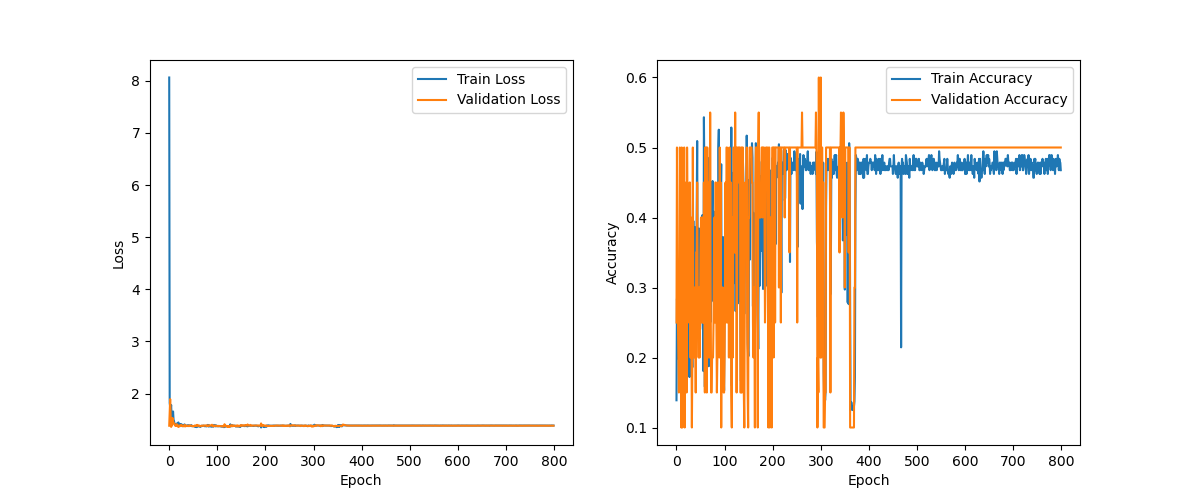 8
7
6
5
4
3
2
0 100 200 300 400 500 600 700 800
Epoch
Loss
Train Loss
Validation Loss
0.6
0.5
0.4
0.3
0.2
0.1
0 100 200 300 400 500 600 700 800
Epoch
Accuracy
Train Accuracy
Validation Accuracy